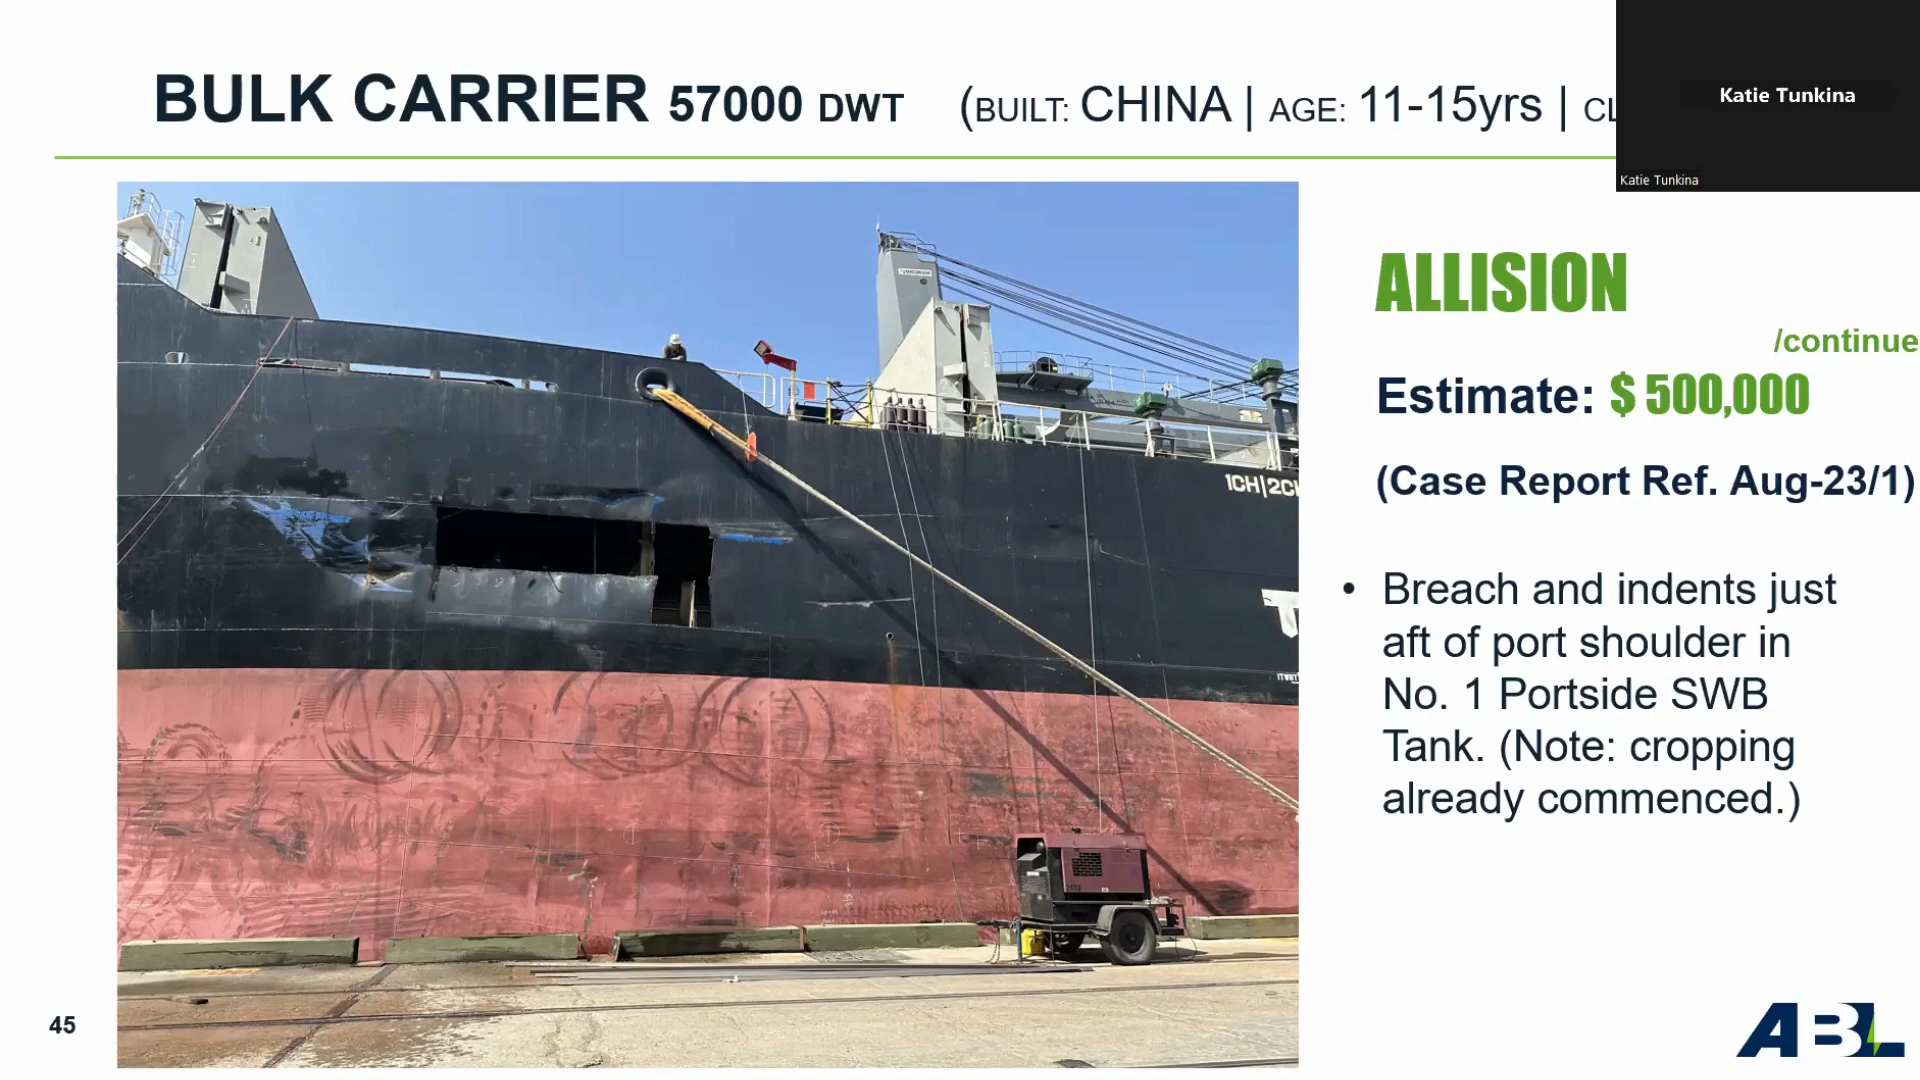 BULK CARRIER 57000 DWT (BUILT: CHINA | AGE: 11-15yrs | CL
Katie Tunkina
Katie Tunkina
ALLISION
/continue
Estimate: $ 500,000
(Case Report Ref. Aug-23/1)
• Breach and indents just
aft of port shoulder in
No. 1 Portside SWB
Tank. (Note: cropping
already commenced.)
1CH|2CH
45
ABL